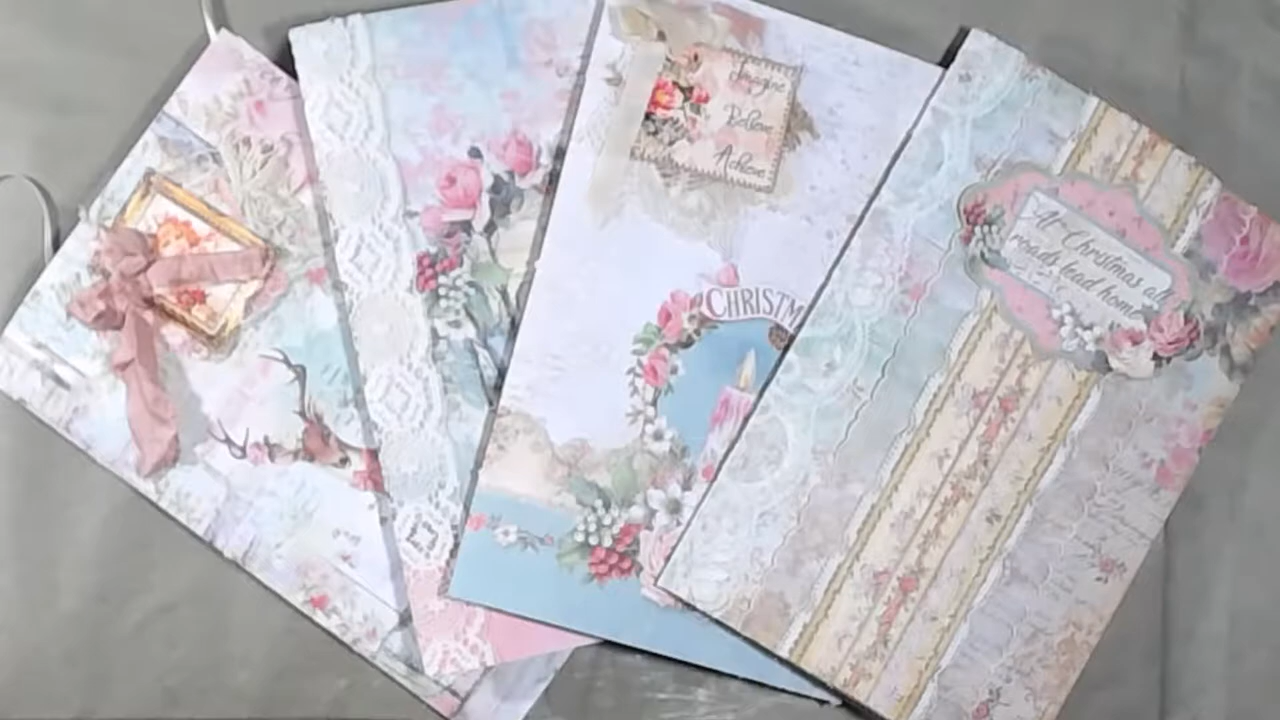 Imagine
Believe
Achieve
CHRISTM
At Christmas all
roads lead home